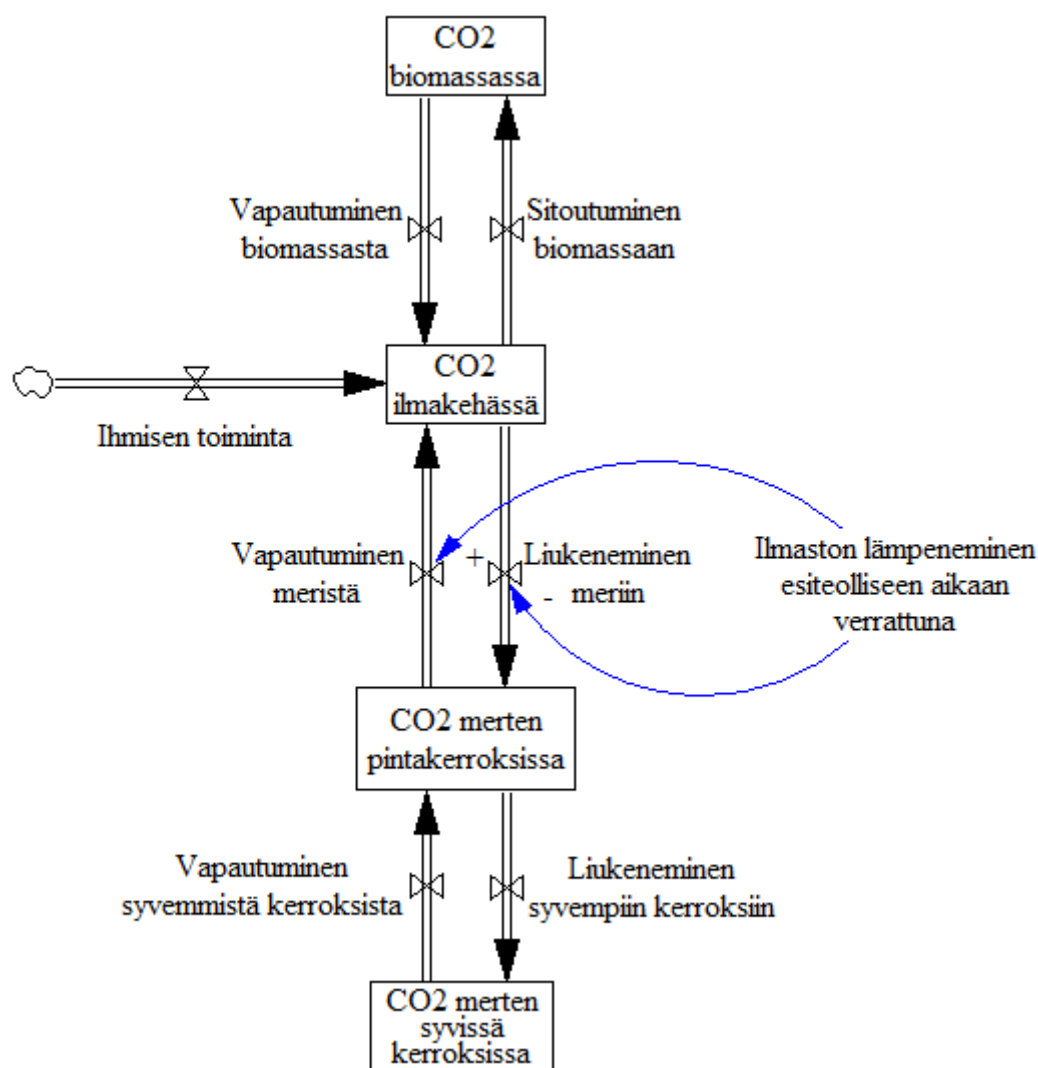 CO2
biomassassa
Vapautuminen
biomassasta
Sitoutuminen
biomassaan
CO2
ilmakehässä
Ihmisen toiminta
Vapautuminen
meristä
+
Liukeneminen
- meriin
Ilmaston lämpeneminen
esiteolliseen aikaan
verrattuna
CO2 merten
pintakerroksissa
Vapautuminen
syvemmistä kerroksista
Liukeneminen
syvempiin kerroksiin
CO2 merten
syvissä
kerroksissa